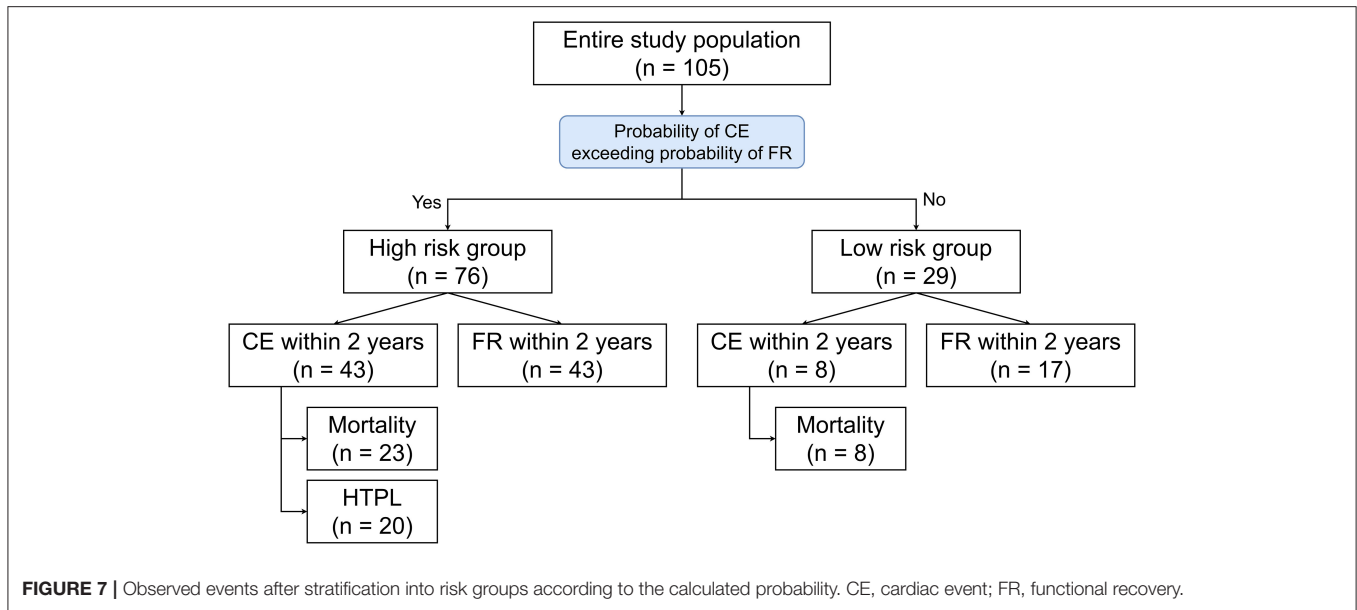 Entire study population
(n = 105)
Probability of CE
exceeding probability of FR
Yes
No
High risk group
(n = 76)
Low risk group
(n = 29)
CE within 2 years
(n = 43)
FR within 2 years
(n = 43)
CE within 2 years
(n = 8)
FR within 2 years
(n = 17)
Mortality
(n = 23)
Mortality
(n = 8)
HTPL
(n = 20)
FIGURE 7 | Observed events after stratification into risk groups according to the calculated probability. CE, cardiac event; FR, functional recovery.